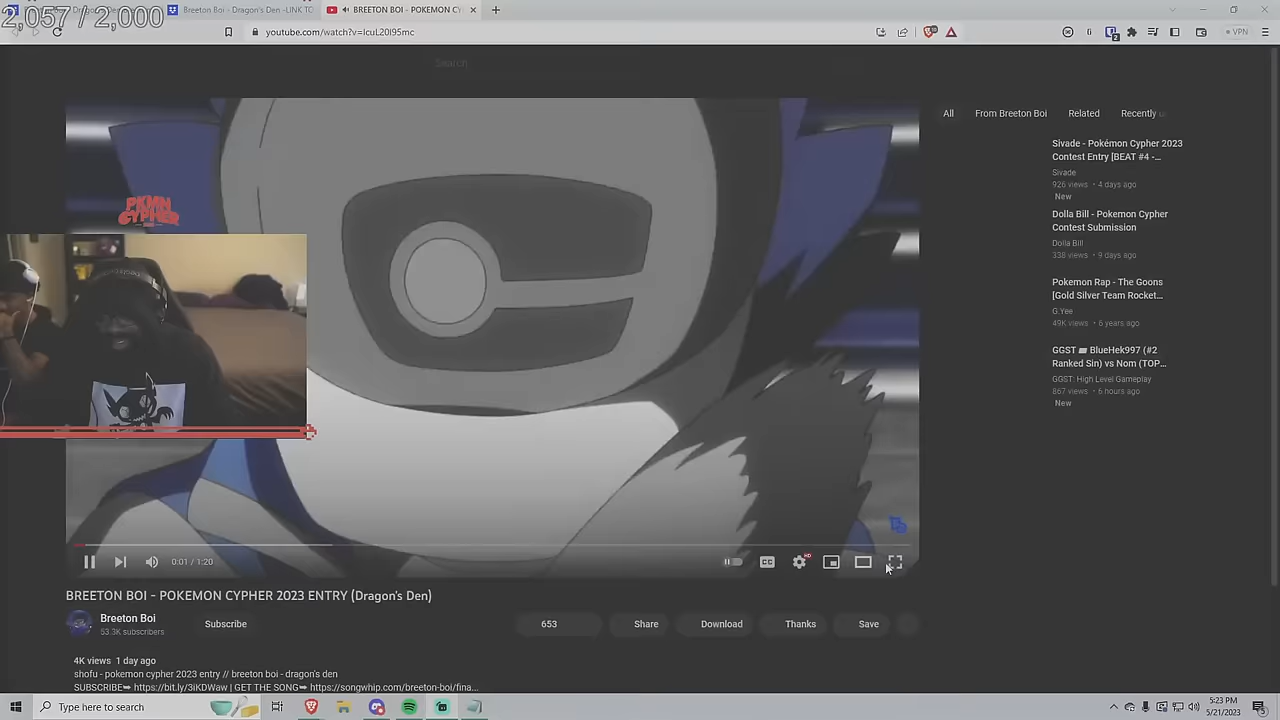 2,057 / 2,000
Breeton Boi - Dragon's Den -LINK TO
BREETON BOI - POKEMON CY
youtube.com/watch?v=IcuL20I95mc
VPN
Search
All
From Breeton Boi
Related
Recently
PKMN
CYPHER
Sivade - Pokémon Cypher 2023
Contest Entry [BEAT #4 -...
Sivade
926 views • 4 days ago
New
Dolla Bill - Pokemon Cypher
Contest Submission
Dolla Bill
338 views • 9 days ago
Pokemon Rap - The Goons
[Gold Silver Team Rocket...
G.Yee
49K views • 6 years ago
GGST BlueHek997 (#2
Ranked Sin) vs Nom (TOP...
GGST: High Level Gameplay
867 views • 6 hours ago
New
0:01 / 1:20
CC
HD
BREETON BOI - POKEMON CYPHER 2023 ENTRY (Dragon's Den)
Breeton Boi
53.3K subscribers
Subscribe
653
Share
Download
Thanks
Save
4K views 1 day ago
shofu - pokemon cypher 2023 entry // breeton boi - dragon's den
SUBSCRIBE➥ https://bit.ly/3iKDWaw | GET THE SONG➥ https://songwhip.com/breeton-boi/fina...
Type here to search
5:23 PM
5/21/2023